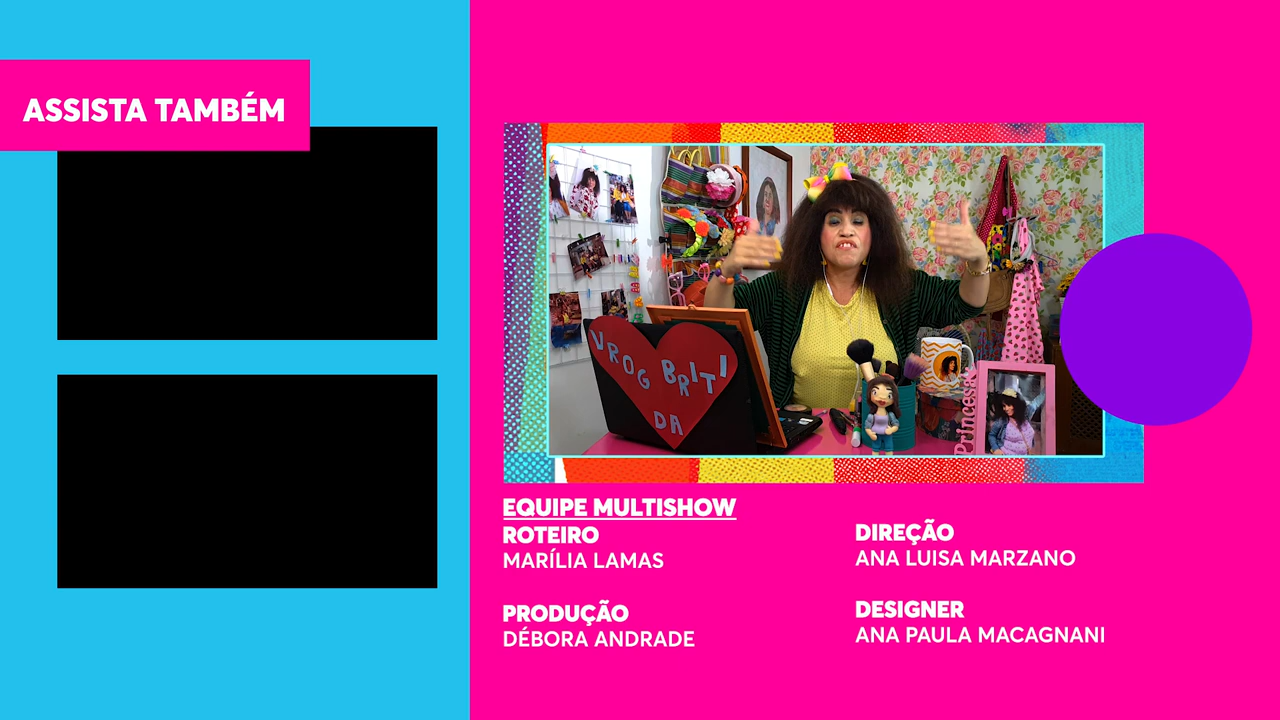 ASSISTA TAMBÉM
VROG BRITI
DA
Princesa
EQUIPE MULTISHOW
ROTEIRO
MARÍLIA LAMAS
DIREÇÃO
ANA LUISA MARZANO
PRODUÇÃO
DÉBORA ANDRADE
DESIGNER
ANA PAULA MACAGNANI